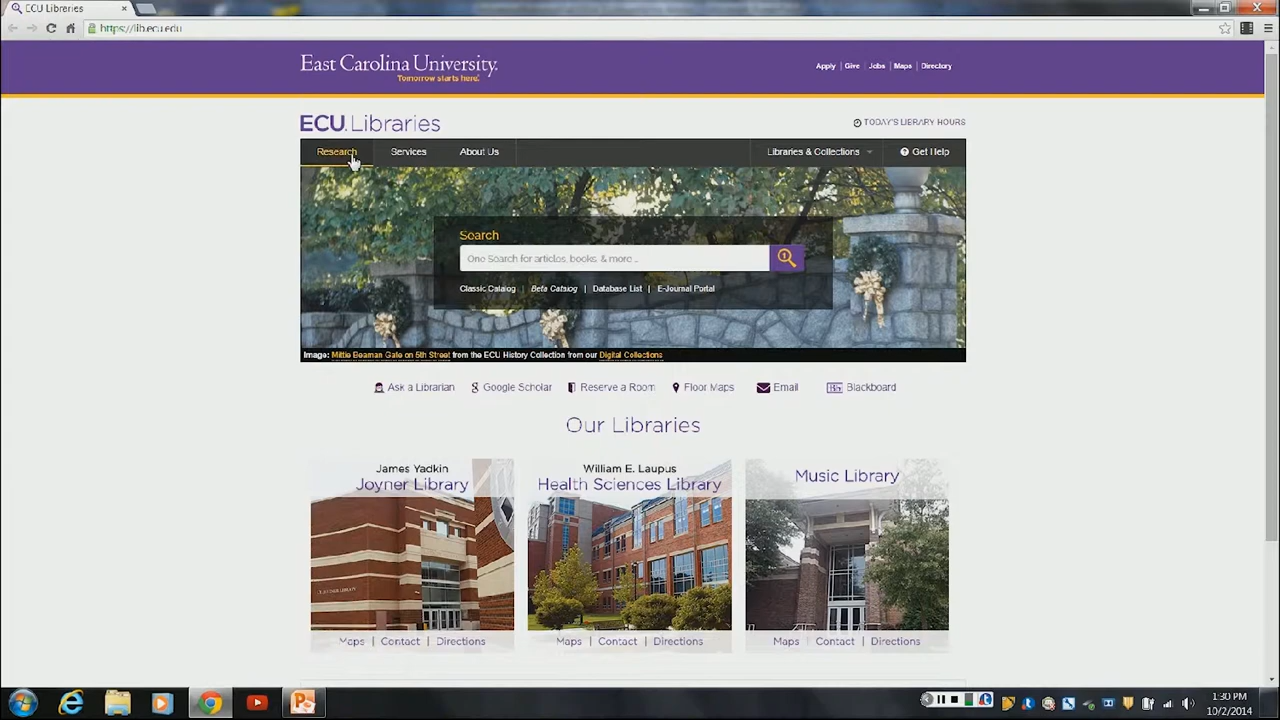 ECU Libraries
https://lib.ecu.edu
East Carolina University.
Tomorrow starts here.
Apply | Give | Jobs | Maps | Directory
ECU Libraries
TODAY'S LIBRARY HOURS
Research Services About Us Libraries & Collections Get Help
Search
One Search for articles, books, & more ..
Classic Catalog | Beta Catalog | Database List | E-Journal Portal
Image: Mittie Beaman Gate on 5th Street from the ECU History Collection from our Digital Collections
Ask a Librarian Google Scholar Reserve a Room Floor Maps Email Blackboard
Our Libraries
James Yadkin
Joyner Library
William E. Laupus
Health Sciences Library
Music Library
Maps | Contact | Directions
Maps | Contact | Directions
Maps | Contact | Directions
1:30 PM
10/2/2014